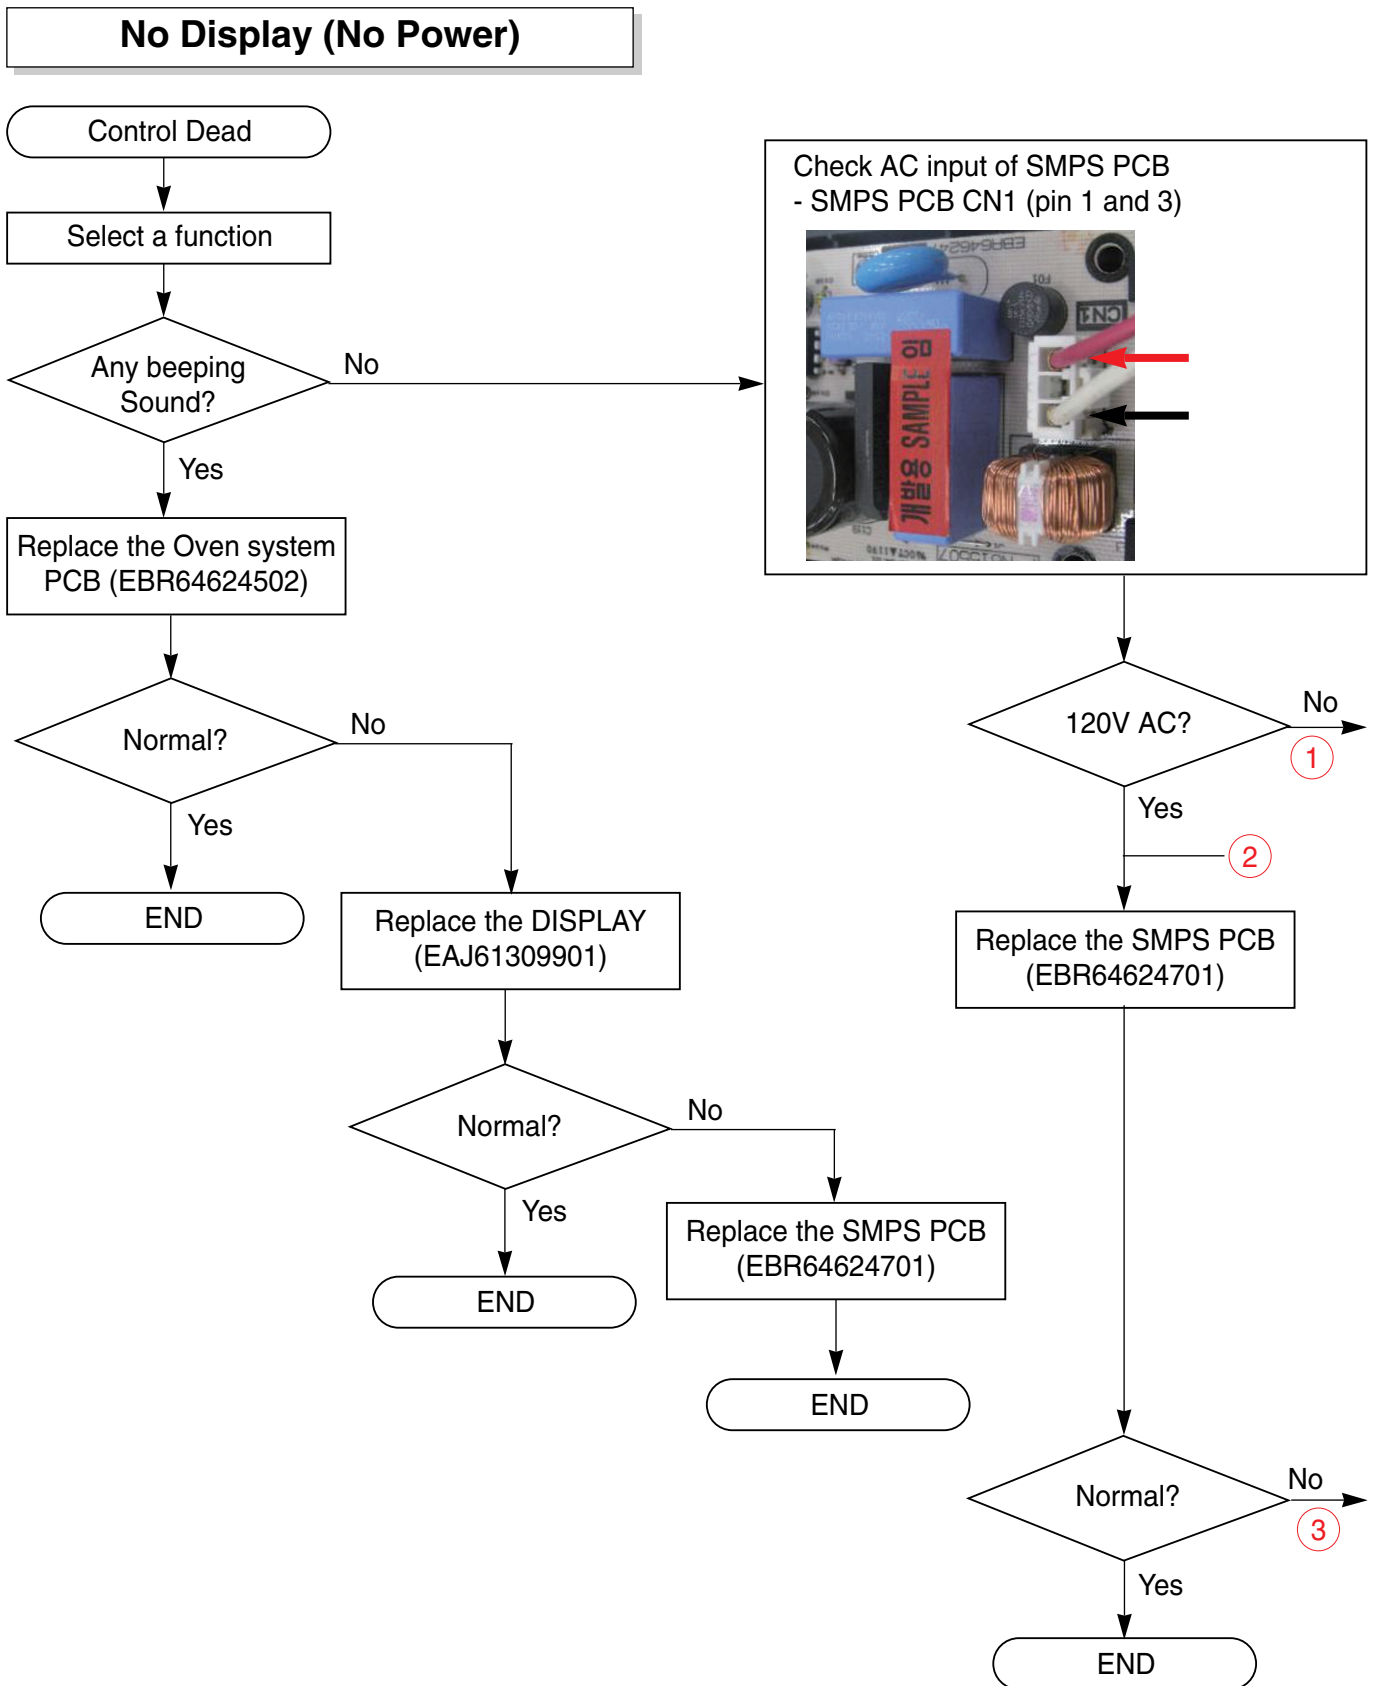 No Display (No Power)
Control Dead
Select a function
Any beeping
Sound?
No
Yes
Replace the Oven system
PCB (EBR64624502)
Normal?
No
Yes
END
Replace the DISPLAY
(EAJ61309901)
Normal?
No
Yes
END
Replace the SMPS PCB
(EBR64624701)
END
Check AC input of SMPS PCB
- SMPS PCB CN1 (pin 1 and 3)
CN1
F01
개발용 SAMPLE 임
120V AC?
No
1
Yes
2
Replace the SMPS PCB
(EBR64624701)
Normal?
No
3
Yes
END